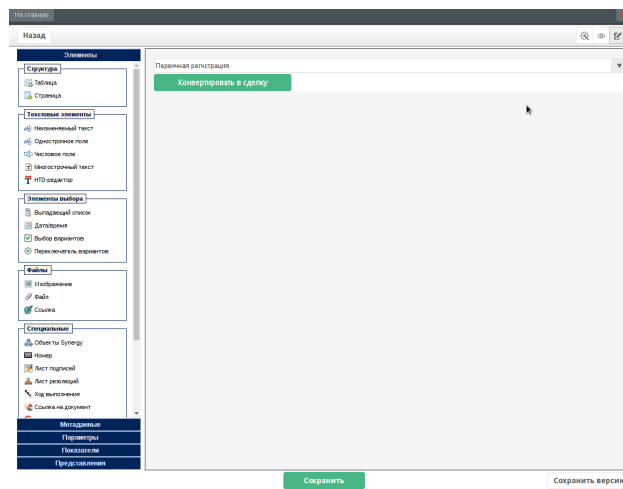 На главную
Назад
Элементы
Структура
Таблица
Страница
Текстовые элементы
Неизменяемый текст
Однострочное поле
Числовое поле
Многострочный текст
HTD-редактор
Элементы выбора
Выпадающий список
Дата/время
Выбор вариантов
Переключатель вариантов
Файлы
Изображение
Файл
Ссылка
Специальные
Объекты Synergy
Номер
Лист подписей
Лист резолюций
Ход выполнения
Ссылка на документ
Метаданные
Параметры
Показатели
Представления
Первичная регистрация
Конвертировать в сделку
Сохранить
Сохранить версию